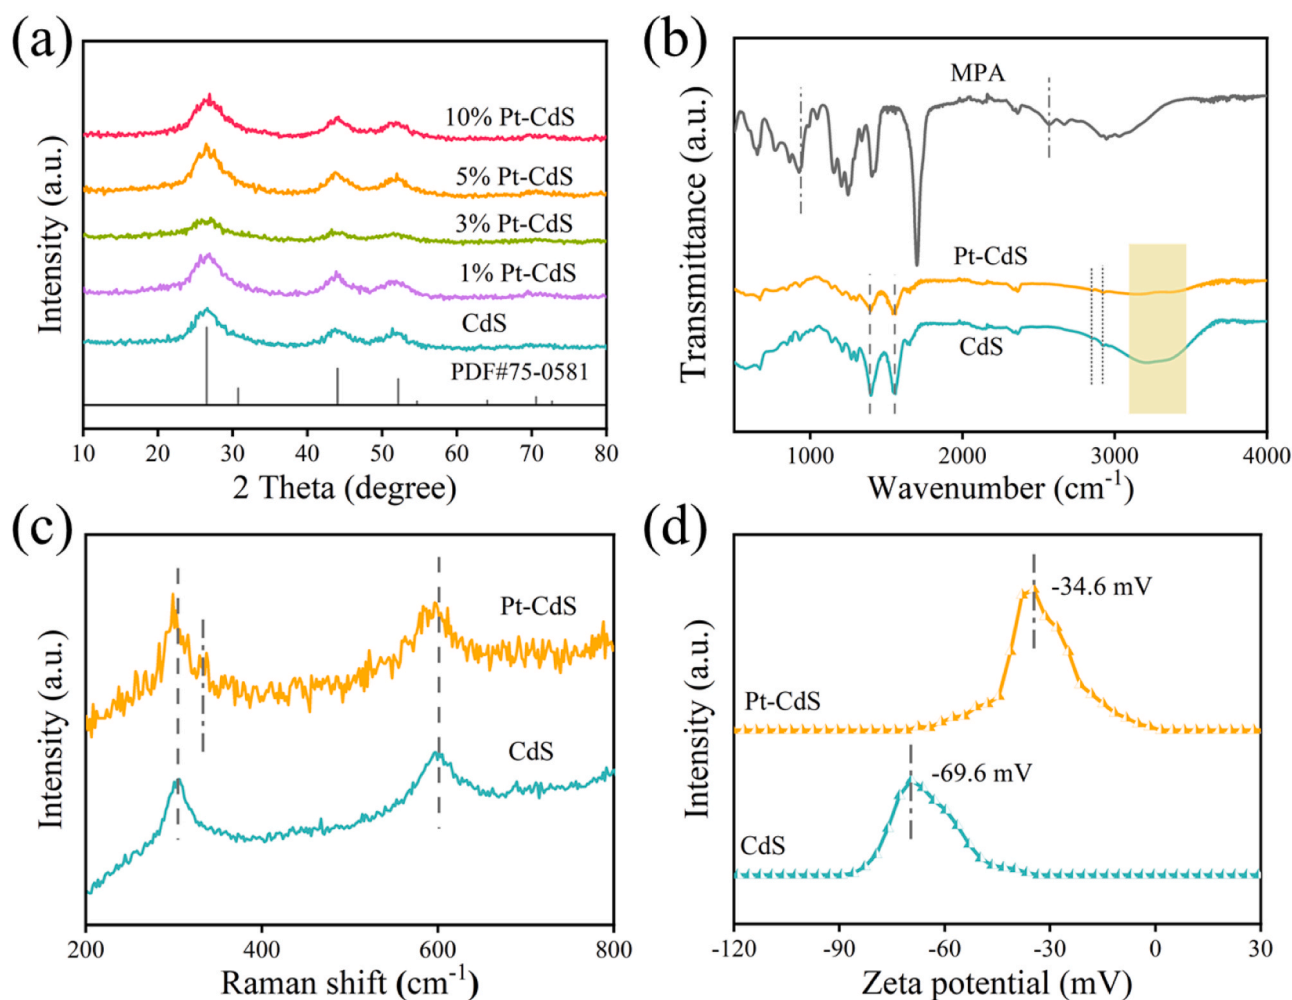 (a)
10% Pt-CdS
5% Pt-CdS
3% Pt-CdS
1% Pt-CdS
CdS
PDF#75-0581
Intensity (a.u.)
10 20 30 40 50 60 70 80
2 Theta (degree)
(b)
MPA
Pt-CdS
CdS
Transmittance (a.u.)
1000 2000 3000 4000
Wavenumber (cm⁻¹)
(c)
Pt-CdS
CdS
Intensity (a.u.)
200 400 600 800
Raman shift (cm⁻¹)
(d)
-34.6 mV
Pt-CdS
-69.6 mV
CdS
Intensity (a.u.)
-120 -90 -60 -30 0 30
Zeta potential (mV)